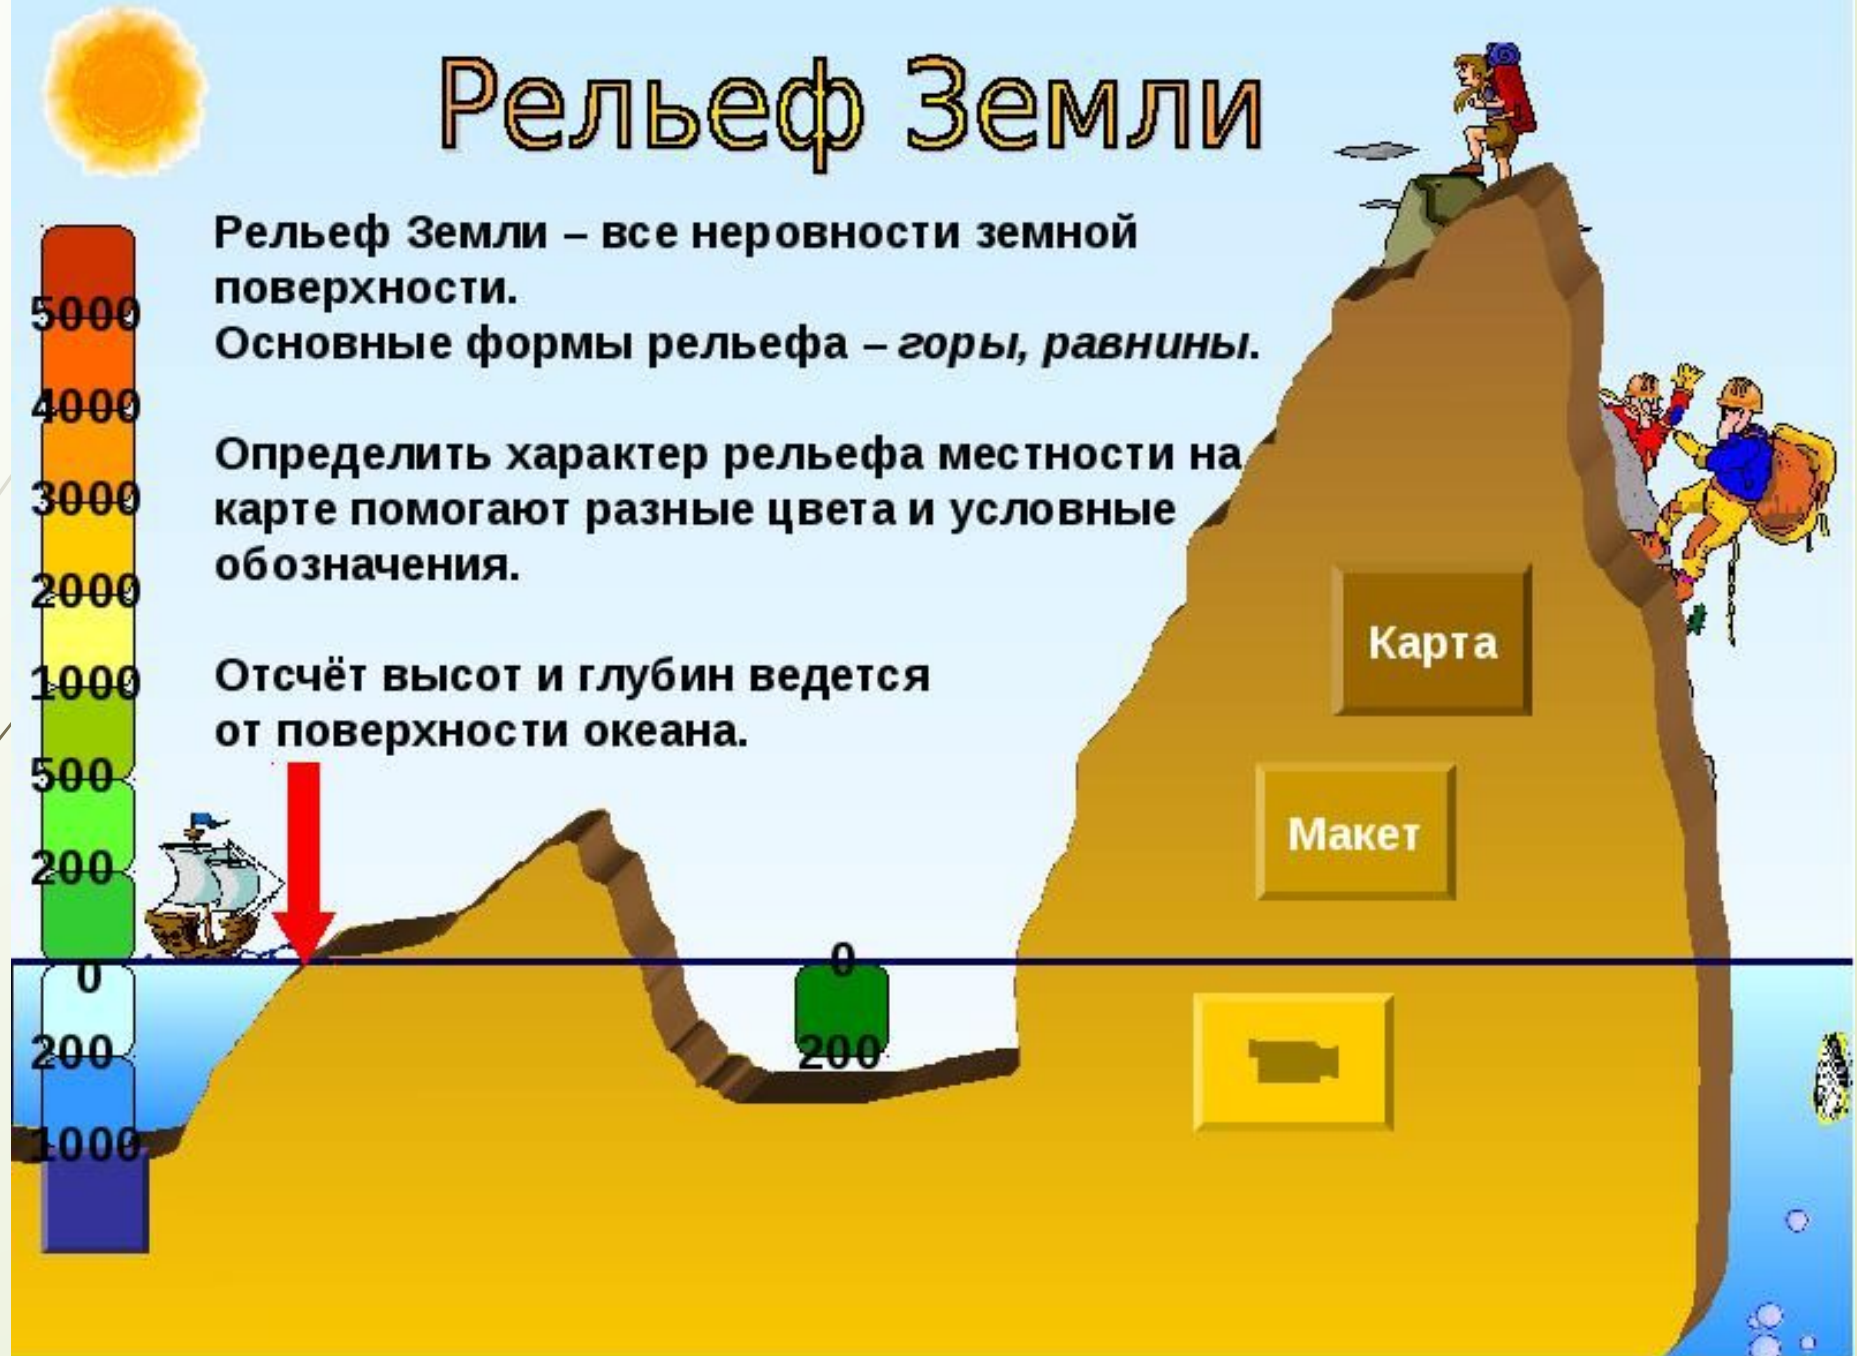 Рельеф Земли
Рельеф Земли – все неровности земной
поверхности.
Основные формы рельефа – горы, равнины.
Определить характер рельефа местности на
карте помогают разные цвета и условные
обозначения.
Отсчёт высот и глубин ведется
от поверхности океана.
5000
4000
3000
2000
1000
500
200
0
200
1000
0
200
Карта
Макет